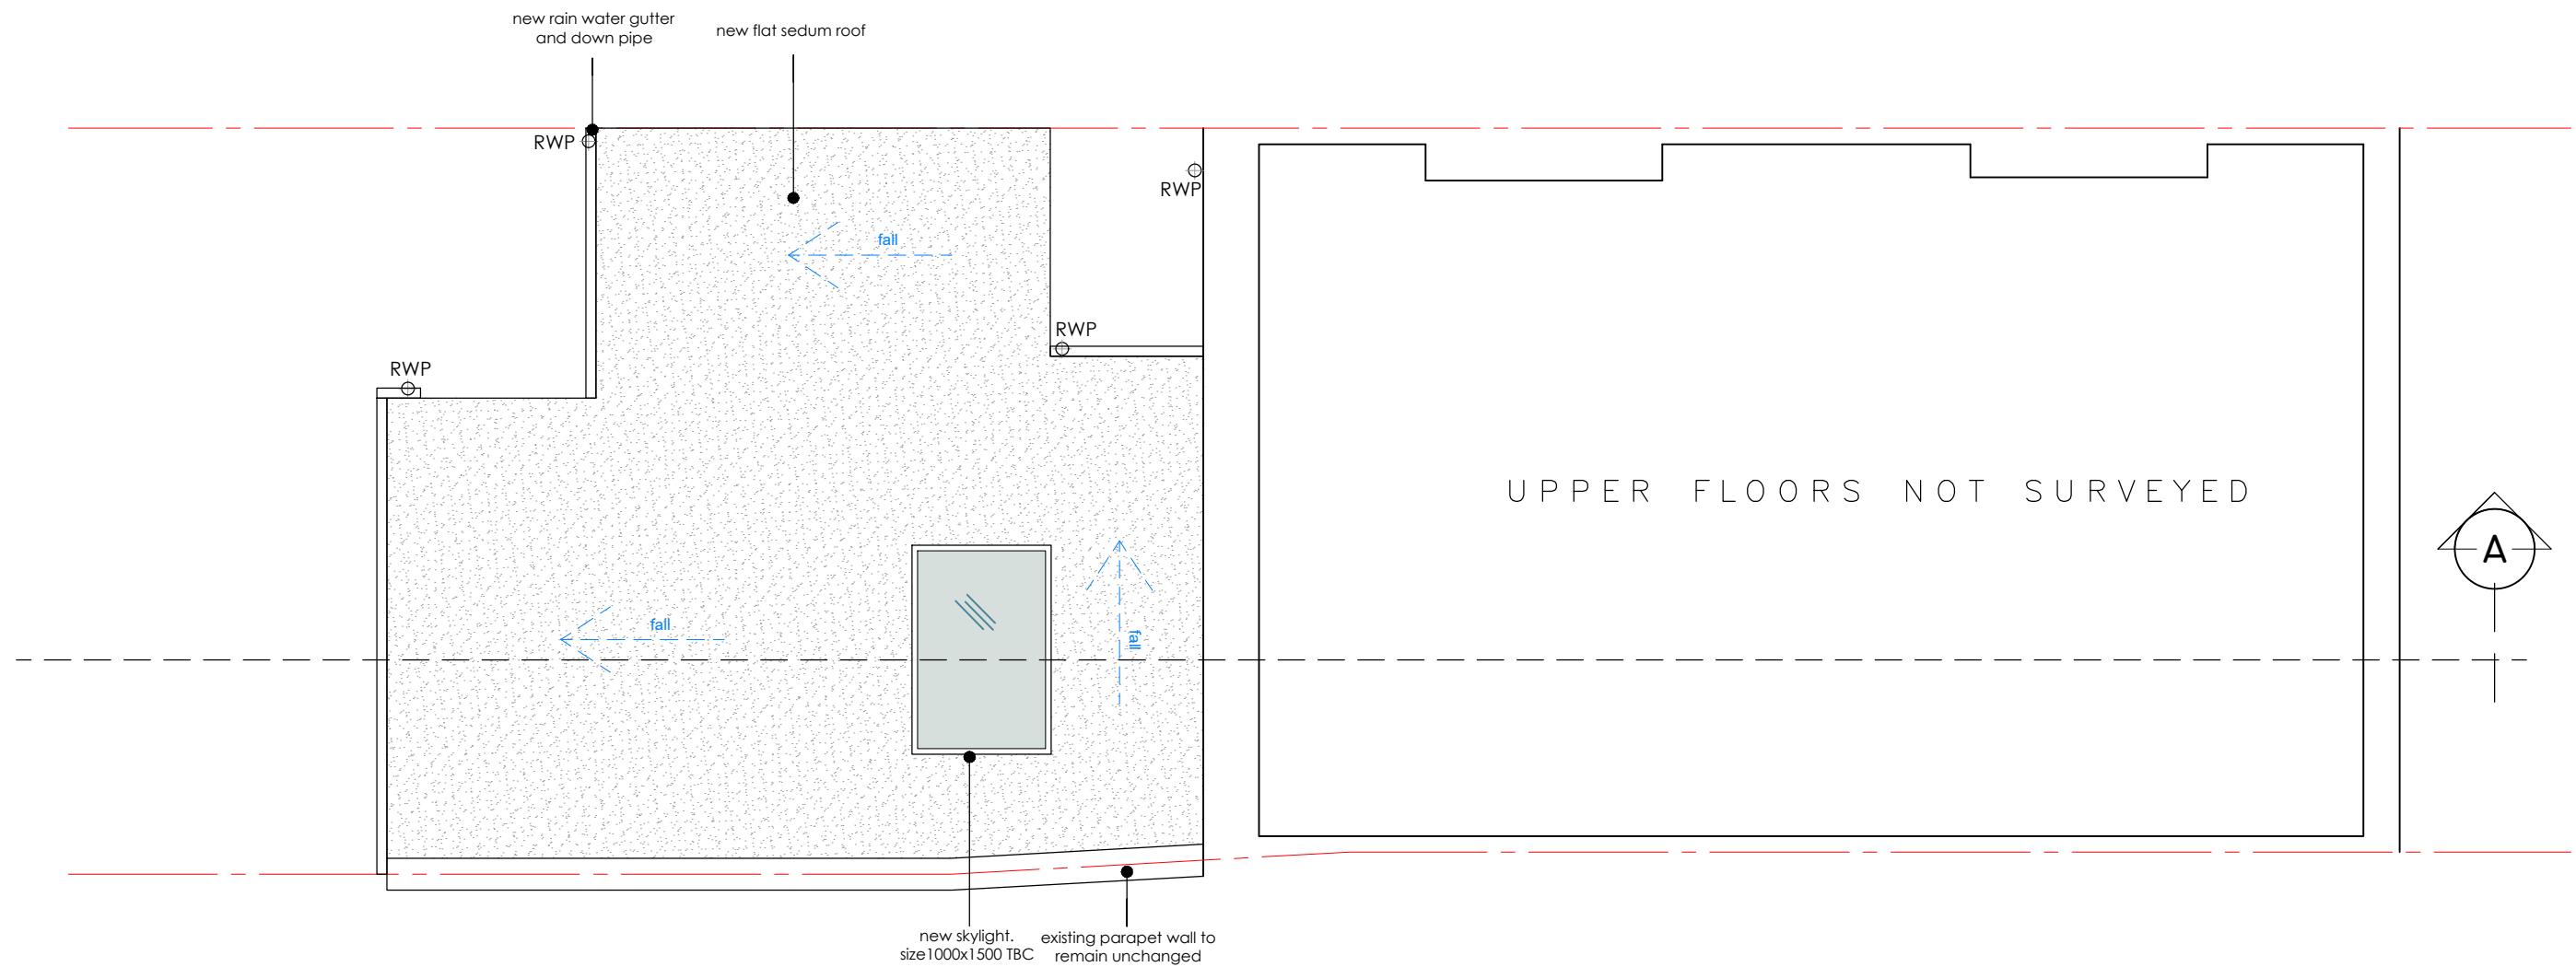 new rain water gutter
and down pipe
new flat sedum roof
RWP
RWP
fall
RWP
RWP
UPPER FLOORS NOT SURVEYED
A
fall
fall
new skylight.
size1000x1500 TBC
existing parapet wall to
remain unchanged